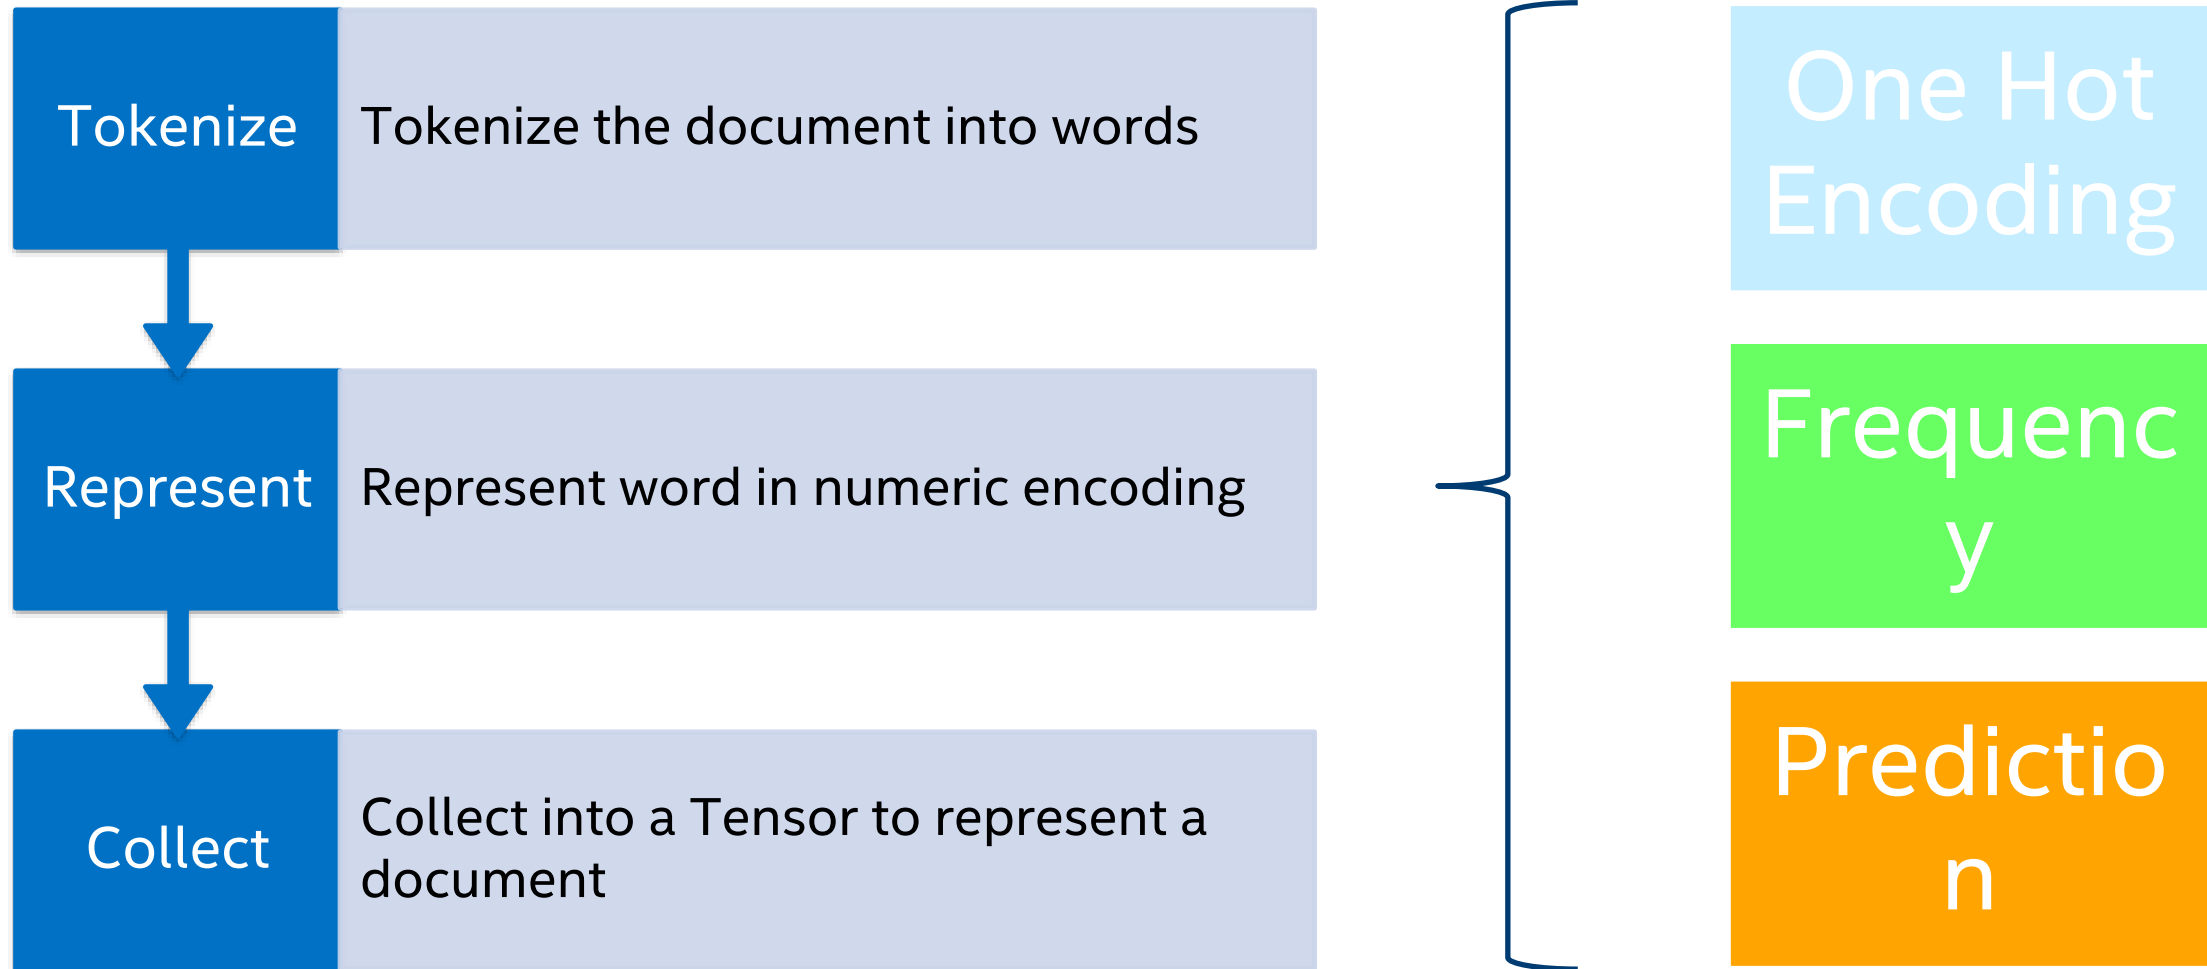 Tokenize
Tokenize the document into words
Represent
Represent word in numeric encoding
Collect
Collect into a Tensor to represent a
document
One Hot
Encoding
Frequenc
y
Predictio
n